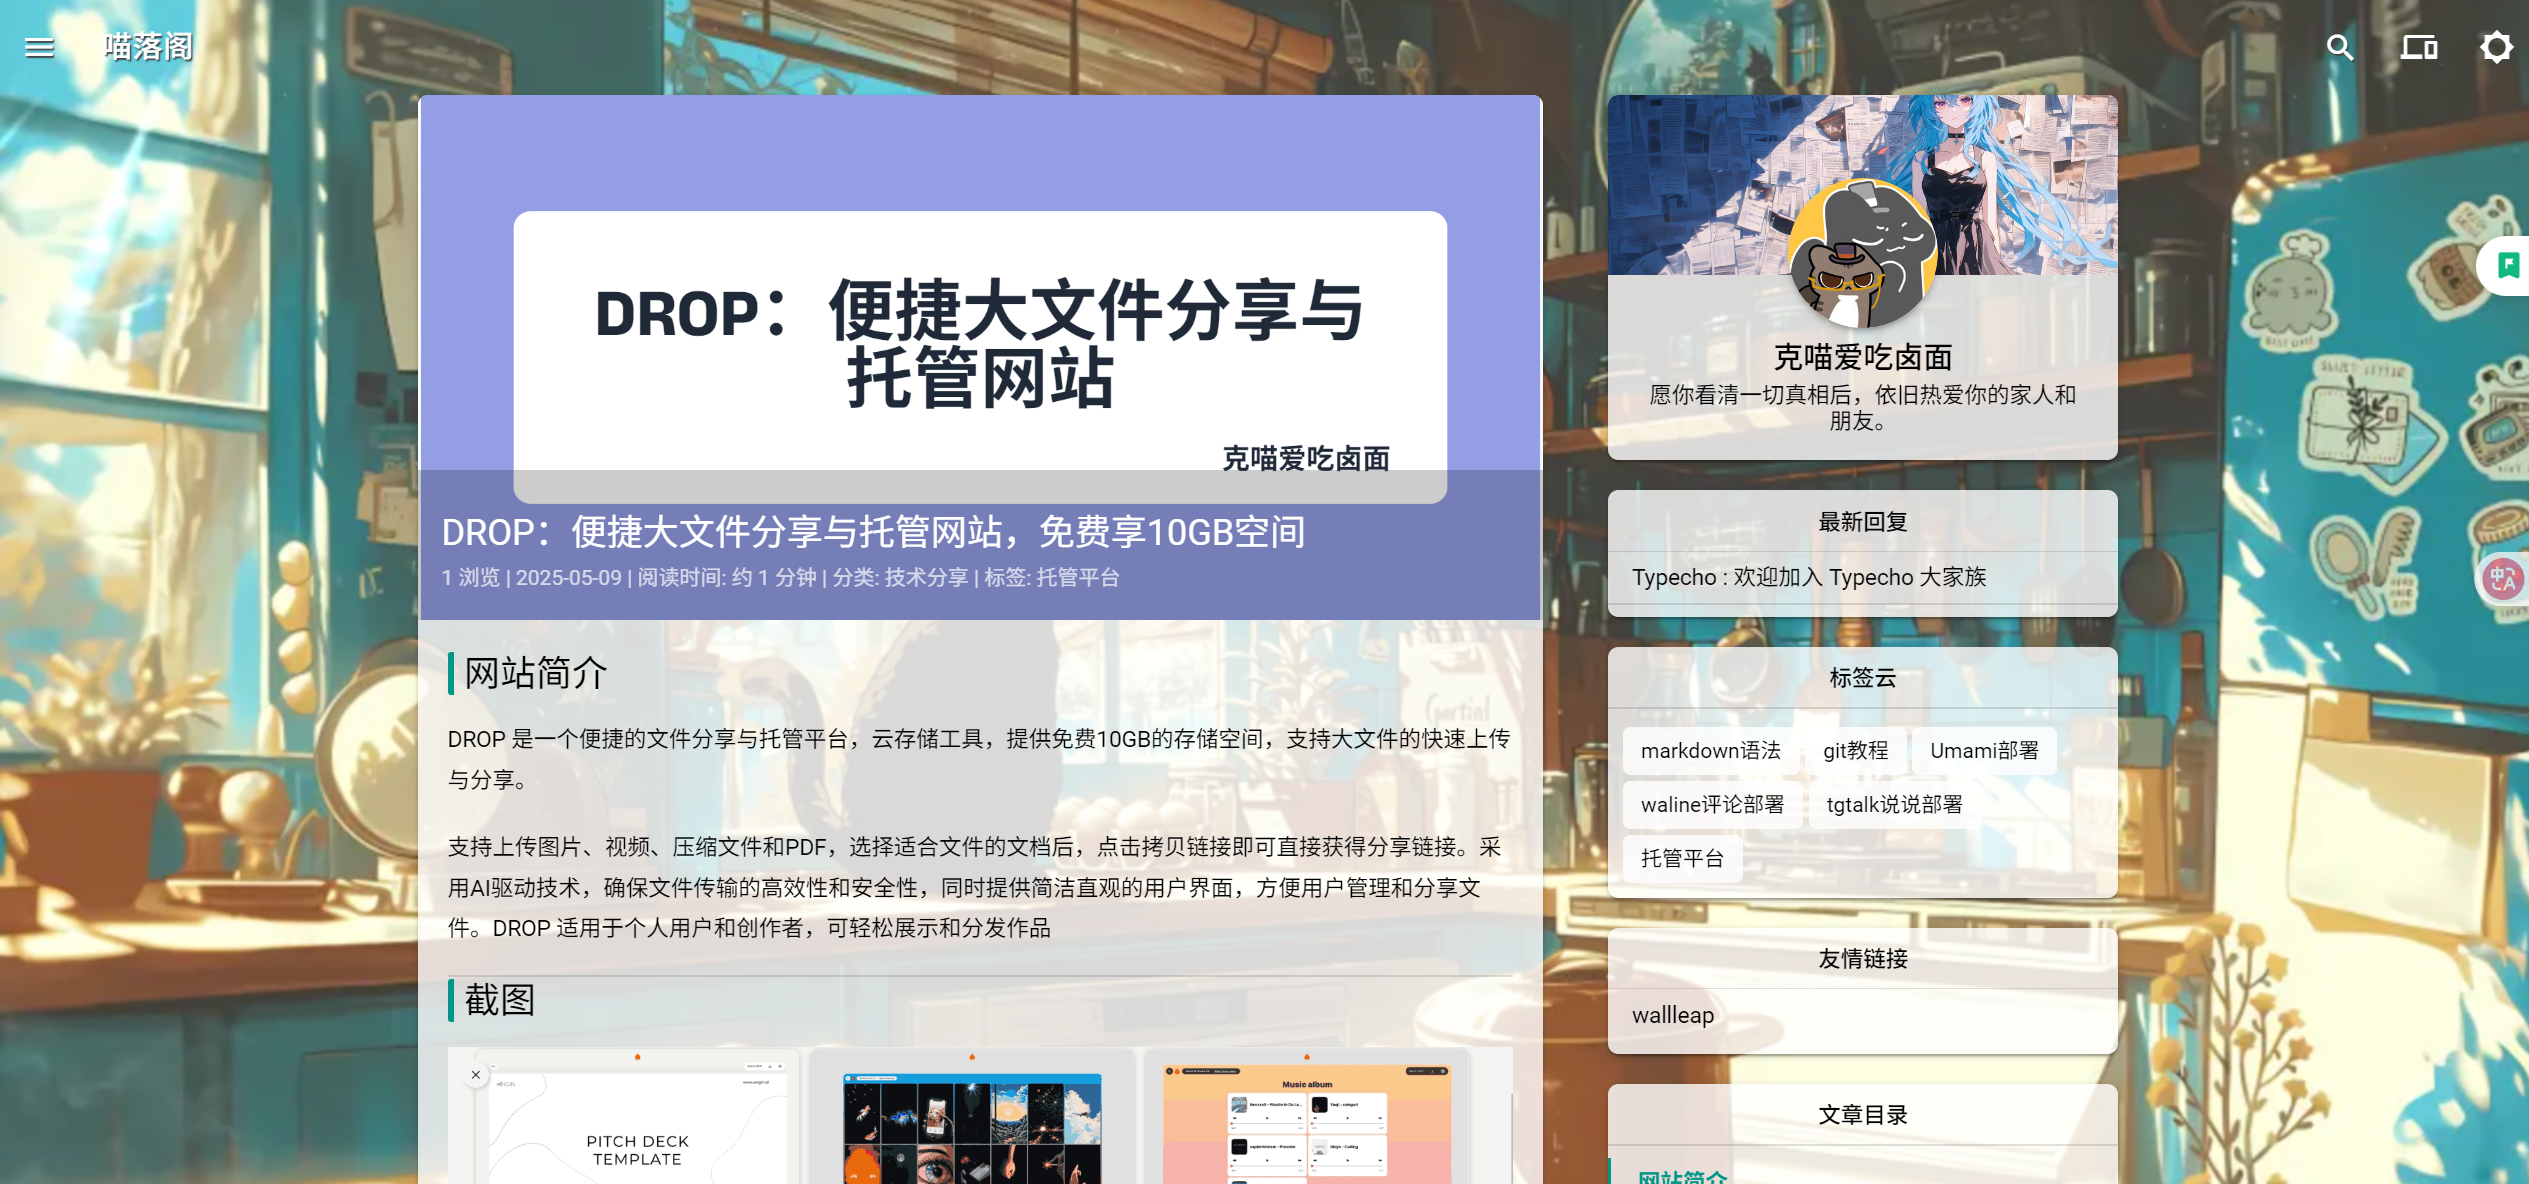 喵落阁
DROP：便捷大文件分享与
托管网站
克喵爱吃卤面
DROP：便捷大文件分享与托管网站，免费享10GB空间
1 浏览 | 2025-05-09 | 阅读时间: 约 1 分钟 | 分类: 技术分享 | 标签: 托管平台
网站简介
DROP 是一个便捷的文件分享与托管平台，云存储工具，提供免费10GB的存储空间，支持大文件的快速上传
与分享。
支持上传图片、视频、压缩文件和PDF，选择适合文件的文档后，点击拷贝链接即可直接获得分享链接。采
用AI驱动技术，确保文件传输的高效性和安全性，同时提供简洁直观的用户界面，方便用户管理和分享文
件。DROP 适用于个人用户和创作者，可轻松展示和分发作品
截图
PITCH DECK
TEMPLATE
Music album
克喵爱吃卤面
愿你看清一切真相后，依旧热爱你的家人和
朋友。
最新回复
Typecho : 欢迎加入 Typecho 大家族
标签云
markdown语法
git教程
Umami部署
waline评论部署
tgtalk说说部署
托管平台
友情链接
wallleap
文章目录
网站简介
中A